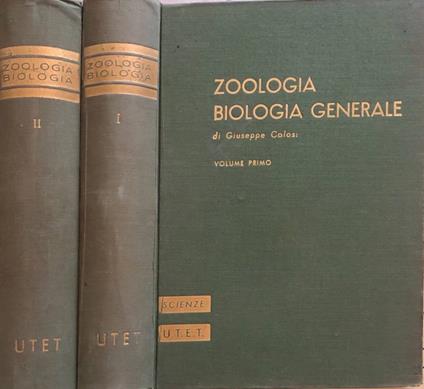 ZOOLOGIA
BIOLOGIA
II
UTET
ZOOLOGIA
BIOLOGIA
I
UTET
ZOOLOGIA
BIOLOGIA GENERALE
di Giuseppe Colosi
VOLUME PRIMO
SCIENZE
U.T.E.T.